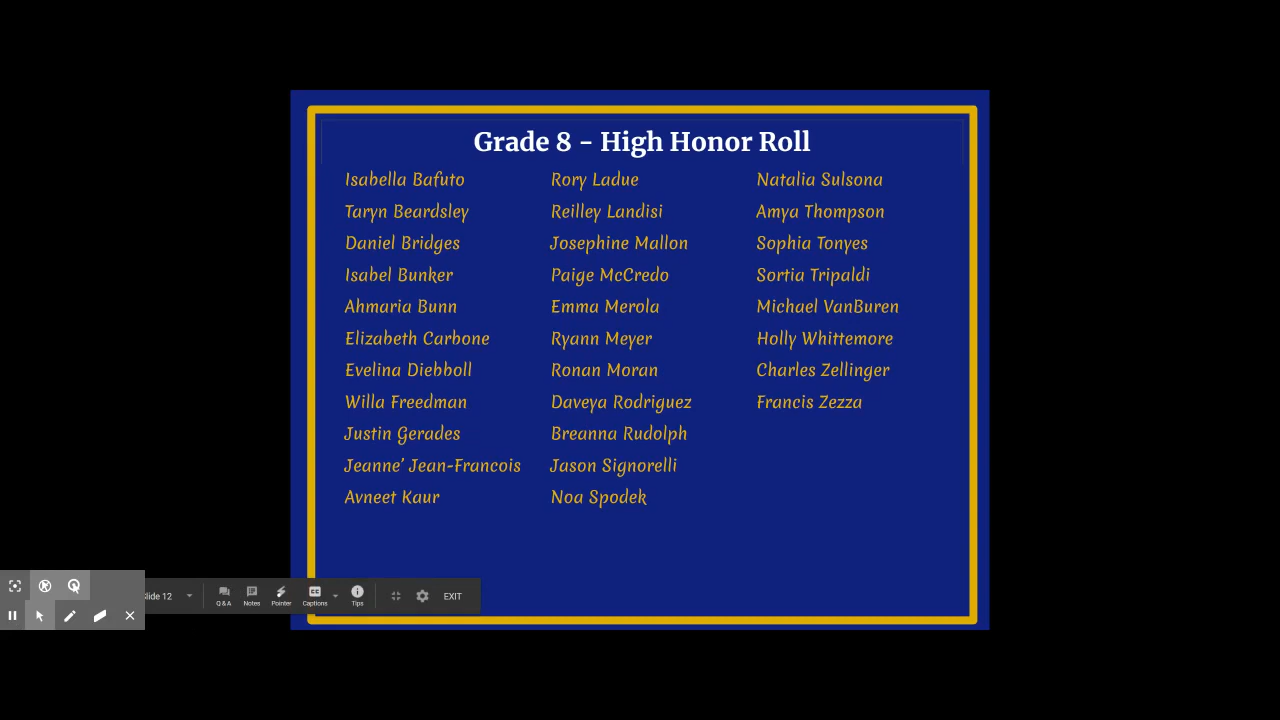 Grade 8 - High Honor Roll
Isabella Bafuto
Taryn Beardsley
Daniel Bridges
Isabel Bunker
Ahmaria Bunn
Elizabeth Carbone
Evelina Diebboll
Willa Freedman
Justin Gerades
Jeanne' Jean-Francois
Avneet Kaur
Rory Ladue
Reilley Landisi
Josephine Mallon
Paige McCredo
Emma Merola
Ryann Meyer
Ronan Moran
Daveya Rodriguez
Breanna Rudolph
Jason Signorelli
Noa Spodek
Natalia Sulsona
Amya Thompson
Sophia Tonyes
Sortia Tripaldi
Michael VanBuren
Holly Whittemore
Charles Zellinger
Francis Zezza
lide 12
Q&A Notes Pointer Captions Tips EXIT